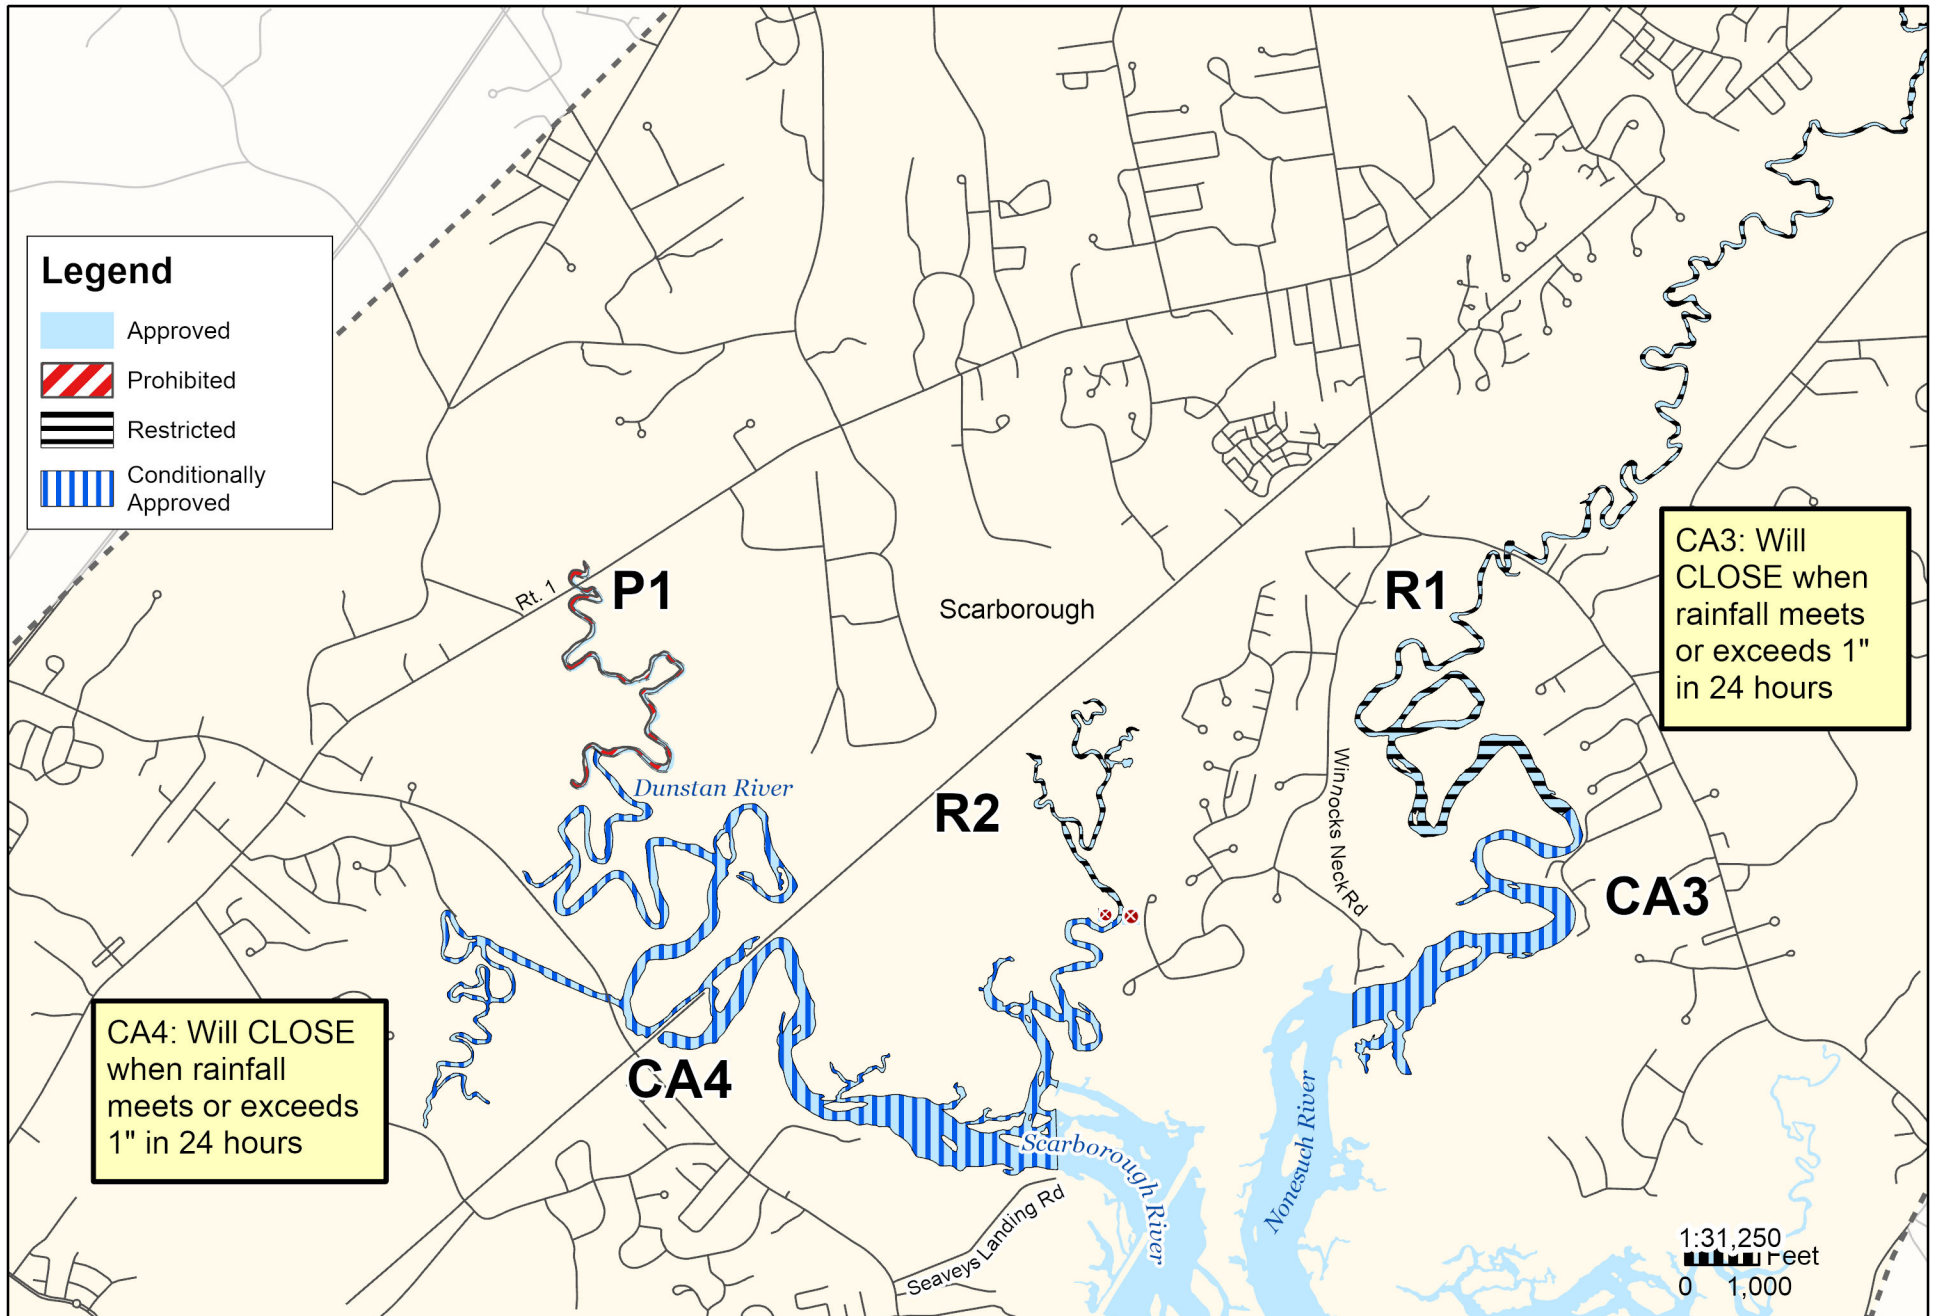 Legend
Approved
Prohibited
Restricted
Conditionally
Approved
Rt. 1
P1
Scarborough
R1
CA3: Will
CLOSE when
rainfall meets
or exceeds 1"
in 24 hours
Dunstan River
R2
Winnocks Neck Rd
CA3
CA4: Will CLOSE
when rainfall
meets or exceeds
1" in 24 hours
CA4
Scarborough River
Nonesuch River
Seaveys Landing Rd
1:31,250
Feet
0 1,000